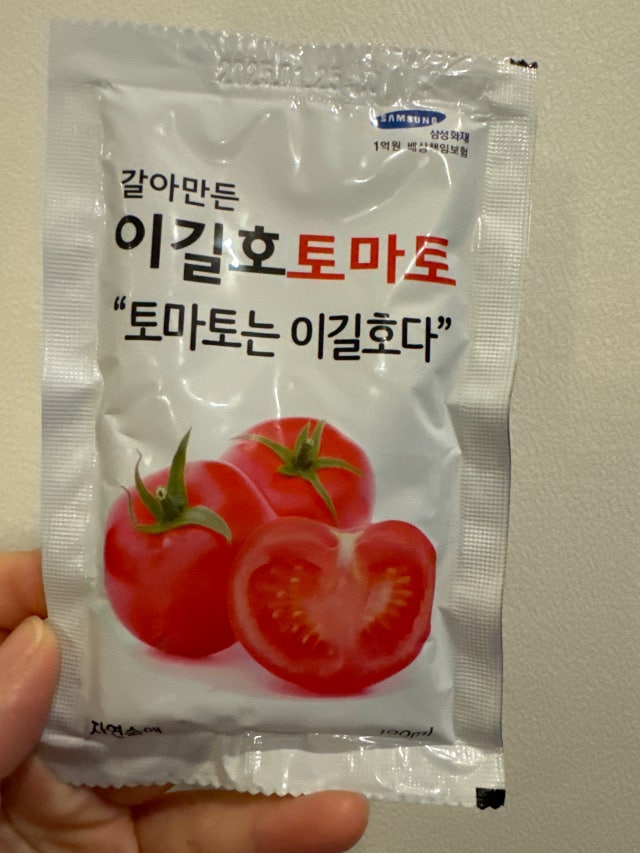 SAMSUNG
삼성화재
1억원 배상책임보험
갈아만든
이길호토마토
“토마토는 이길호다”